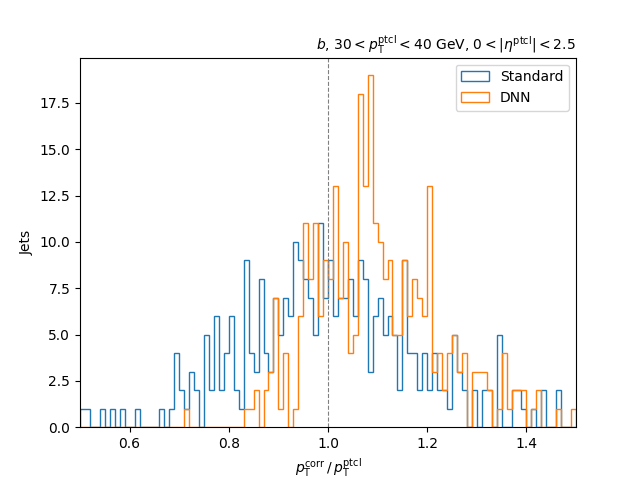 b, 30 < p_T^ptcl < 40 GeV, 0 < |η^ptcl| < 2.5
Standard
DNN
17.5
15.0
12.5
10.0
7.5
5.0
2.5
0.0
Jets
0.6
0.8
1.0
1.2
1.4
p_T^corr / p_T^ptcl